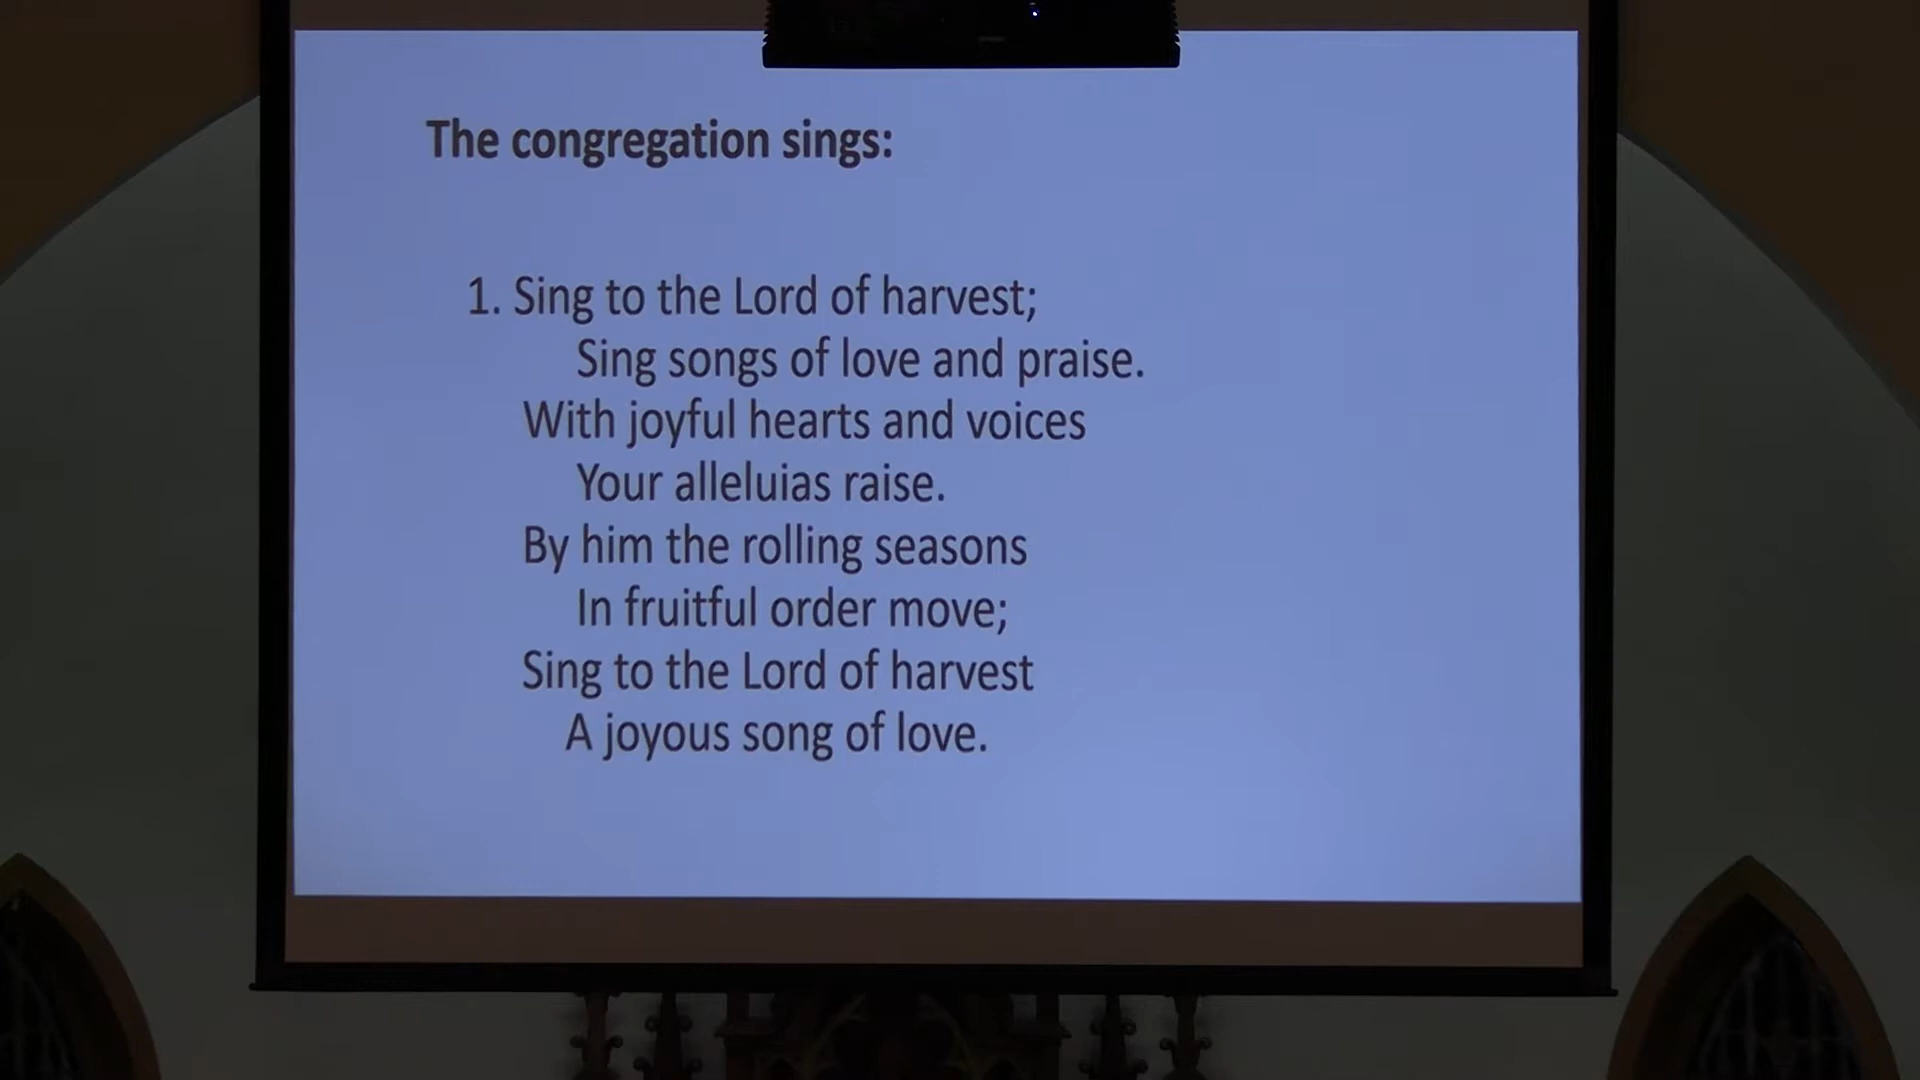 The congregation sings:
1. Sing to the Lord of harvest;
Sing songs of love and praise.
With joyful hearts and voices
Your alleluias raise.
By him the rolling seasons
In fruitful order move;
Sing to the Lord of harvest
A joyous song of love.